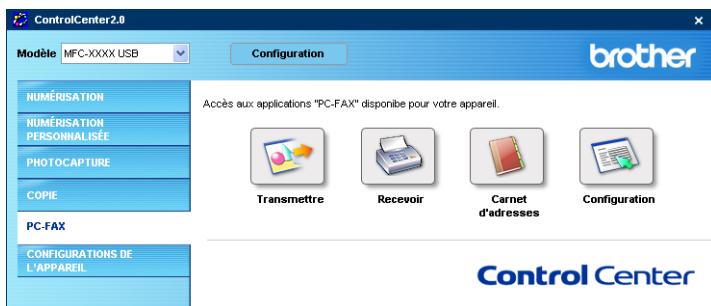 ControlCenter2.0
Modèle MFC-XXXX USB
Configuration
brother
NUMÉRISATION
NUMÉRISATION
PERSONNALISÉE
PHOTOCAPTURE
COPIE
PC-FAX
CONFIGURATIONS DE
L'APPAREIL
Accès aux applications "PC-FAX" disponibe pour votre appareil.
Transmettre
Recevoir
Carnet
d'adresses
Configuration
Control Center